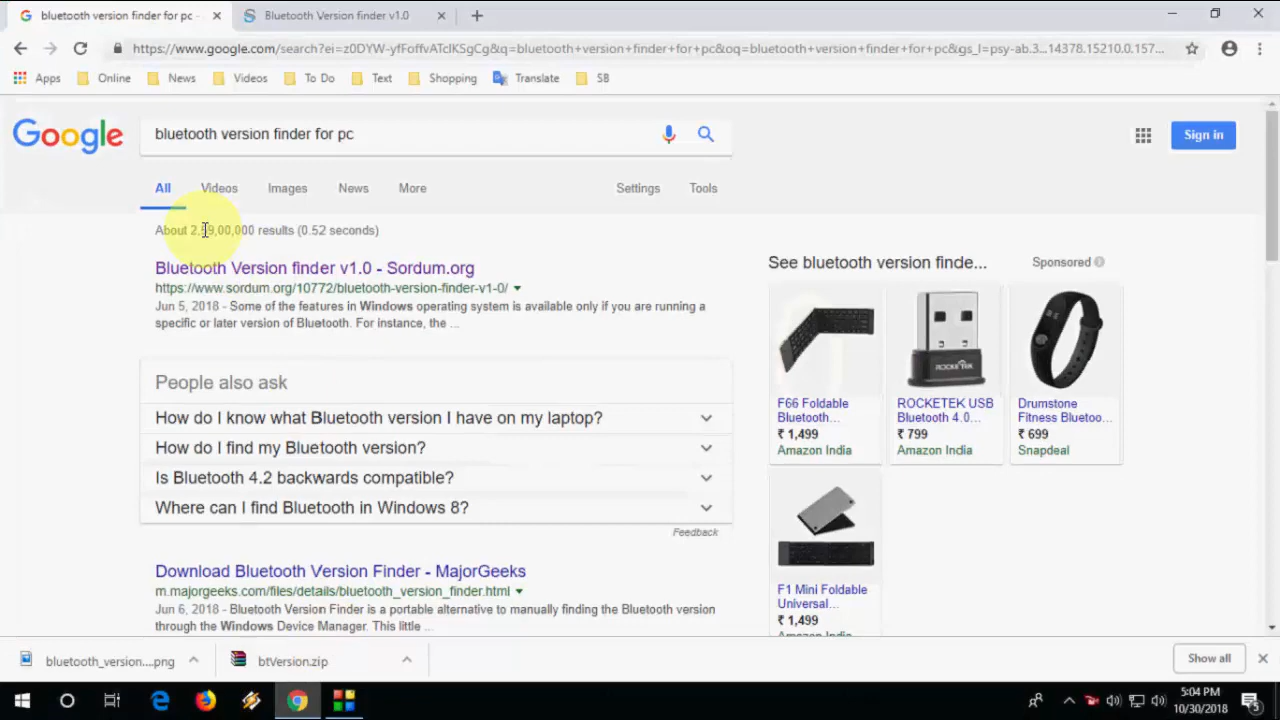 bluetooth version finder for pc -
Bluetooth Version finder v1.0
https://www.google.com/search?ei=z0DYW-yfFoffvATclKSgCg&q=bluetooth+version+finder+for+pc&oq=bluetooth+version+finder+for+pc&gs_l=psy-ab.3...14378.15210.0.157...
Apps Online News Videos To Do Text Shopping Translate SB
Google
bluetooth version finder for pc
Sign in
All Videos Images News More Settings Tools
About 2,99,00,000 results (0.52 seconds)
Bluetooth Version finder v1.0 - Sordum.org
https://www.sordum.org/10772/bluetooth-version-finder-v1-0/
Jun 5, 2018 - Some of the features in Windows operating system is available only if you are running a
specific or later version of Bluetooth. For instance, the ...
People also ask
How do I know what Bluetooth version I have on my laptop?
How do I find my Bluetooth version?
Is Bluetooth 4.2 backwards compatible?
Where can I find Bluetooth in Windows 8?
Feedback
Download Bluetooth Version Finder - MajorGeeks
m.majorgeeks.com/files/details/bluetooth_version_finder.html
Jun 6, 2018 - Bluetooth Version Finder is a portable alternative to manually finding the Bluetooth version
through the Windows Device Manager. This little ...
See bluetooth version finde...
Sponsored
ROCKETEK
F66 Foldable
Bluetooth...
₹ 1,499
Amazon India
ROCKETEK USB
Bluetooth 4.0...
₹ 799
Amazon India
Drumstone
Fitness Bluetoo...
₹ 699
Snapdeal
F1 Mini Foldable
Universal...
₹ 1,499
Amazon India
bluetooth_version....png
btVersion.zip
Show all
5:04 PM
10/30/2018
5